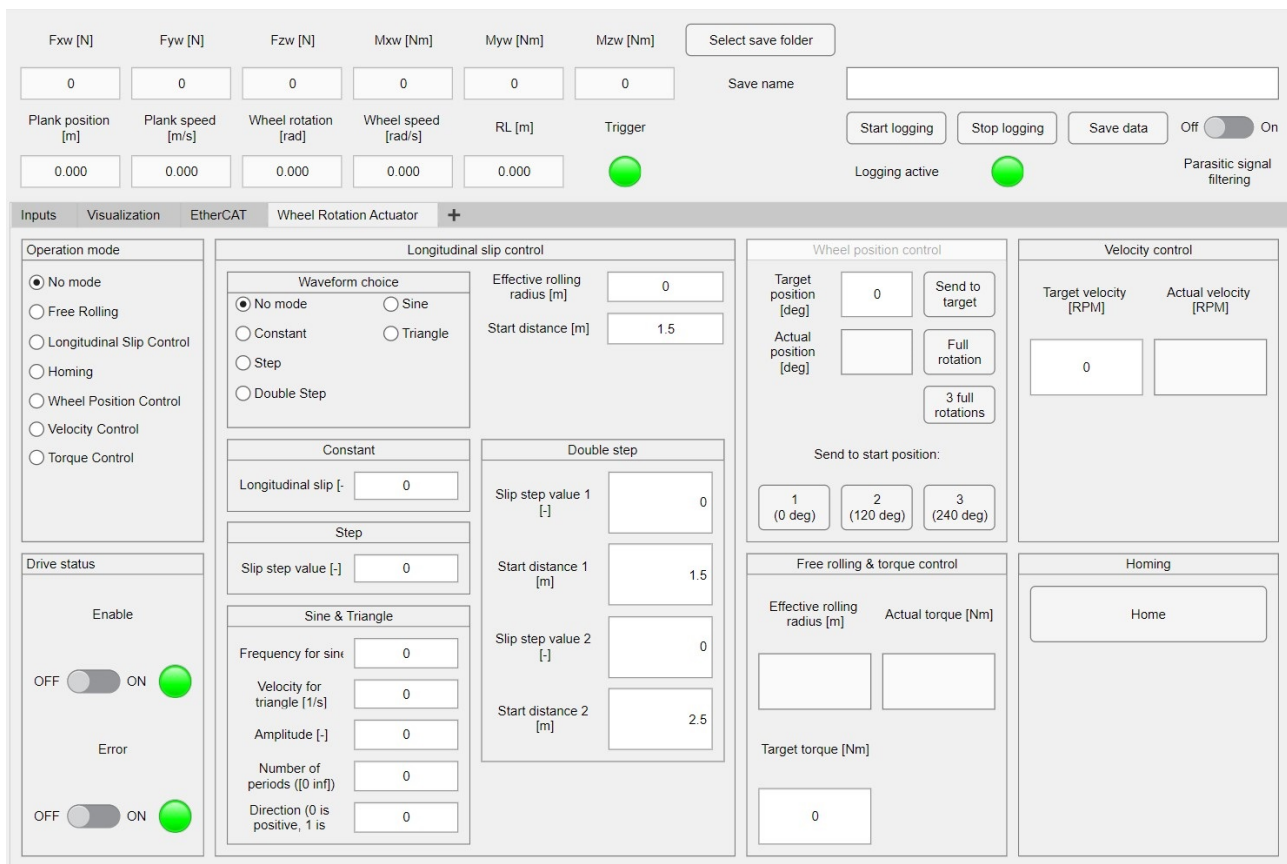 Fxw [N] Fyw [N] Fzw [N] Mxw [Nm] Myw [Nm] Mzw [Nm] Select save folder
0 0 0 0 0 0 Save name
Plank position
[m]
Plank speed
[m/s]
Wheel rotation
[rad]
Wheel speed
[rad/s]
RL [m]
Trigger
Start logging Stop logging Save data Off On
0.000 0.000 0.000 0.000 0.000
Logging active
Parasitic signal
filtering
Inputs Visualization EtherCAT Wheel Rotation Actuator +
Operation mode
No mode
Free Rolling
Longitudinal Slip Control
Homing
Wheel Position Control
Velocity Control
Torque Control
Drive status
Enable
OFF ON
Error
OFF ON
Longitudinal slip control
Waveform choice
No mode Sine
Constant Triangle
Step
Double Step
Effective rolling
radius [m]
0
Start distance [m] 1.5
Constant
Longitudinal slip [- 0
Step
Slip step value [-] 0
Sine & Triangle
Frequency for sine 0
Velocity for
triangle [1/s]
0
Amplitude [-] 0
Number of
periods ([0 inf])
0
Direction (0 is
positive, 1 is
0
Double step
Slip step value 1
[-]
0
Start distance 1
[m]
1.5
Slip step value 2
[-]
0
Start distance 2
[m]
2.5
Wheel position control
Target
position
[deg]
0
Send to
target
Actual
position
[deg]
Full
rotation
3 full
rotations
Send to start position:
1
(0 deg)
2
(120 deg)
3
(240 deg)
Free rolling & torque control
Effective rolling
radius [m]
Actual torque [Nm]
Target torque [Nm]
0
Velocity control
Target velocity
[RPM]
Actual velocity
[RPM]
0
Homing
Home